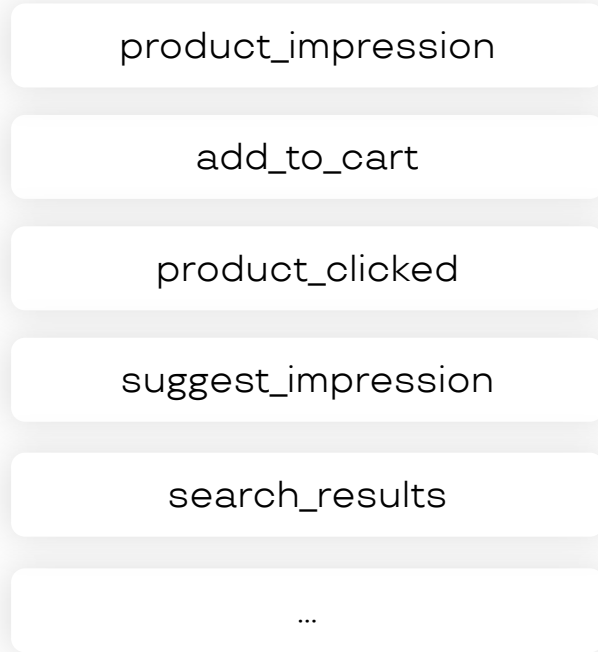 product_impression
add_to_cart
product_clicked
suggest_impression
search_results
...